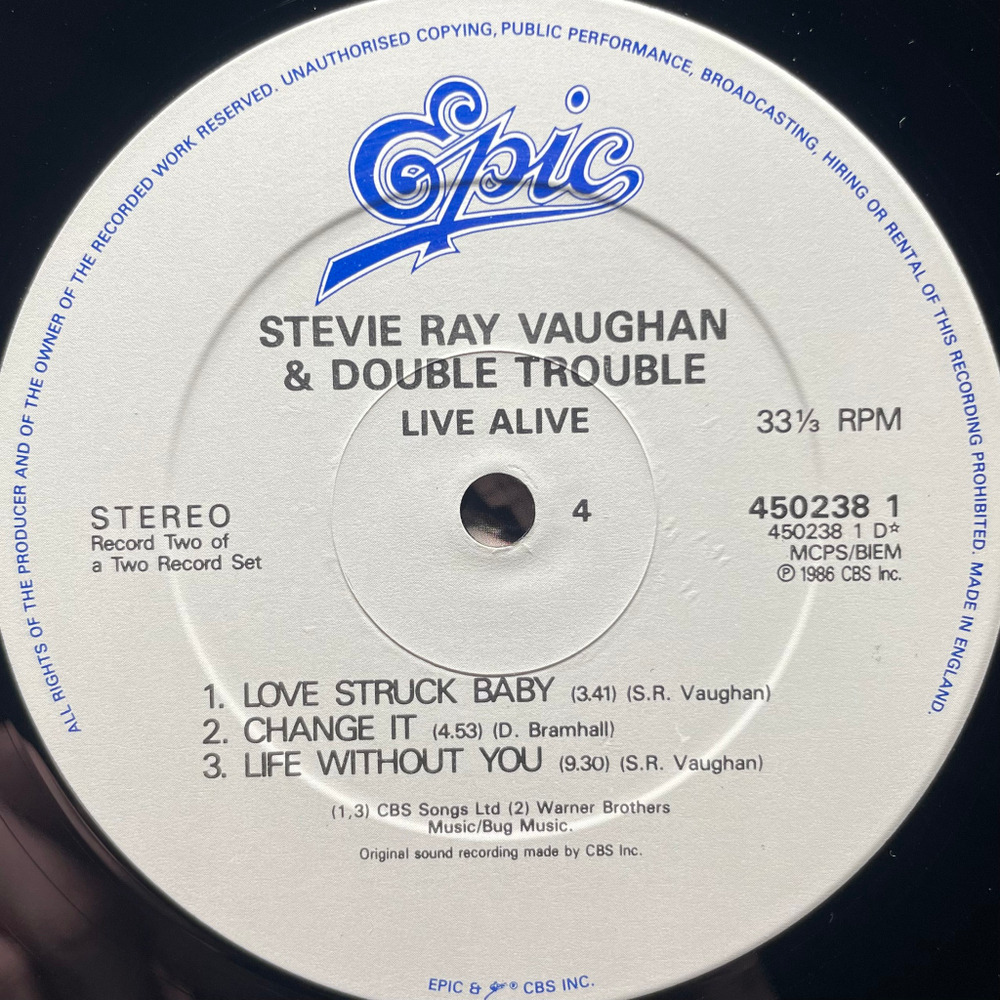 ALL RIGHTS OF THE PRODUCER AND OF THE OWNER OF THE RECORDED WORK RESERVED. UNAUTHORISED COPYING, PUBLIC PERFORMANCE, BROADCASTING, HIRING OR RENTAL OF THIS RECORDING PROHIBITED. MADE IN ENGLAND.
Epic
STEVIE RAY VAUGHAN
& DOUBLE TROUBLE
LIVE ALIVE
33⅓ RPM
STEREO
Record Two of
a Two Record Set
4
450238 1
450238 1 D☆
MCPS/BIEM
℗ 1986 CBS Inc.
1. LOVE STRUCK BABY (3.41) (S.R. Vaughan)
2. CHANGE IT (4.53) (D. Bramhall)
3. LIFE WITHOUT YOU (9.30) (S.R. Vaughan)
(1,3) CBS Songs Ltd (2) Warner Brothers
Music/Bug Music.
Original sound recording made by CBS Inc.
EPIC & ® CBS INC.